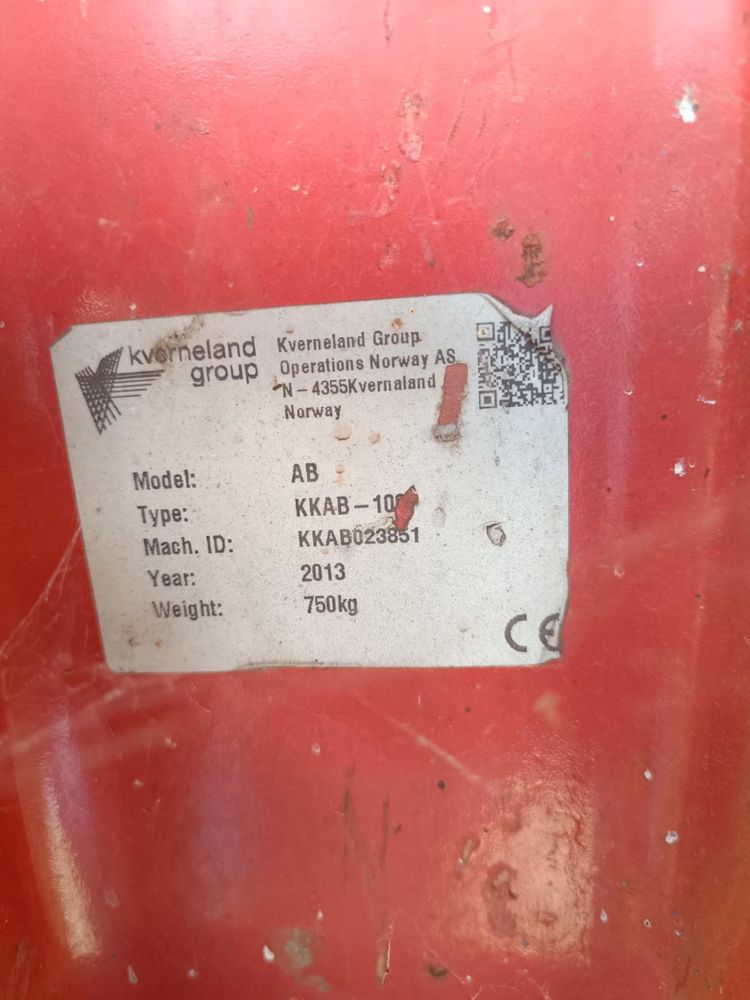 kverneland
group
Kverneland Group
Operations Norway AS
N-4355Kvernaland
Norway
Model: AB
Type:
Mach. ID: KKAB023851
Year: 2013
Weight: 750kg
CE